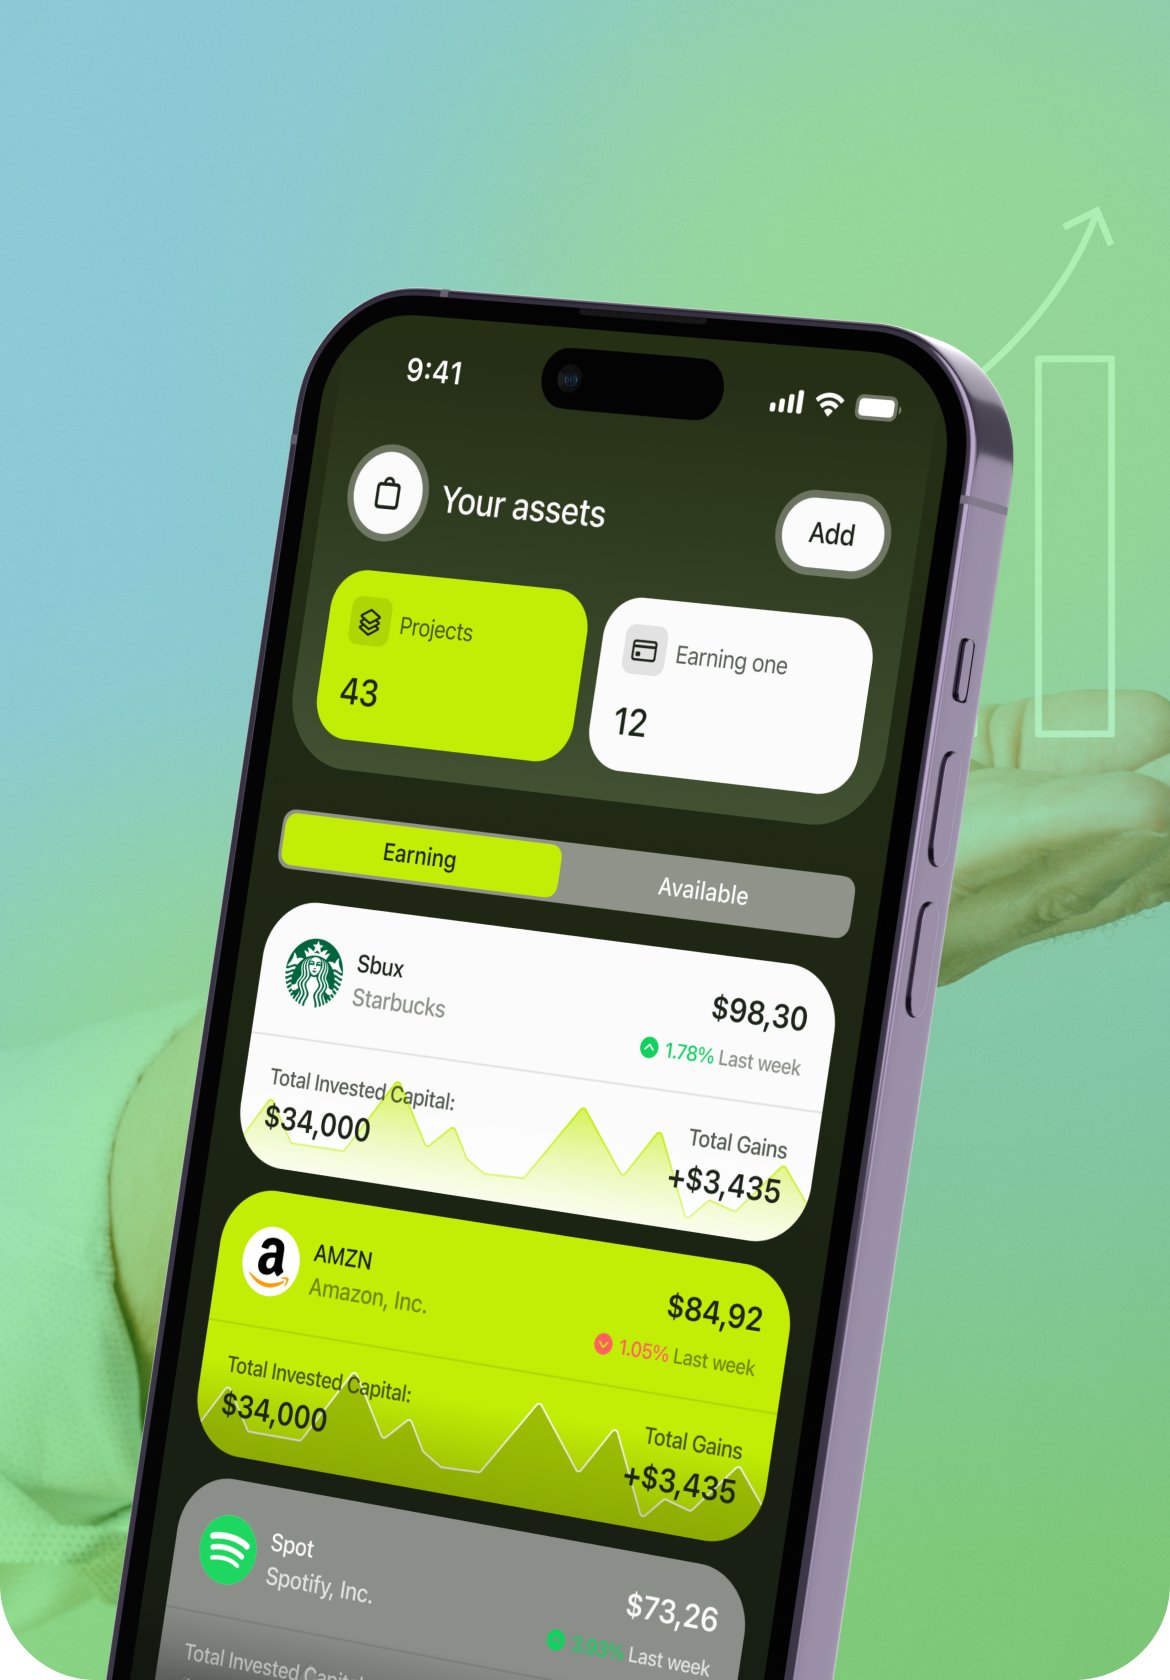 9:41
Your assets
Add
Projects
43
Earning one
12
Earning
Available
Sbux
Starbucks
$98,30
1.78% Last week
Total Invested Capital:
$34,000
Total Gains
+$3,435
a
AMZN
Amazon, Inc.
$84,92
1.05% Last week
Total Invested Capital:
$34,000
Total Gains
+$3,435
Spot
Spotify, Inc.
$73,26
3.93% Last week
Total Invested Capital